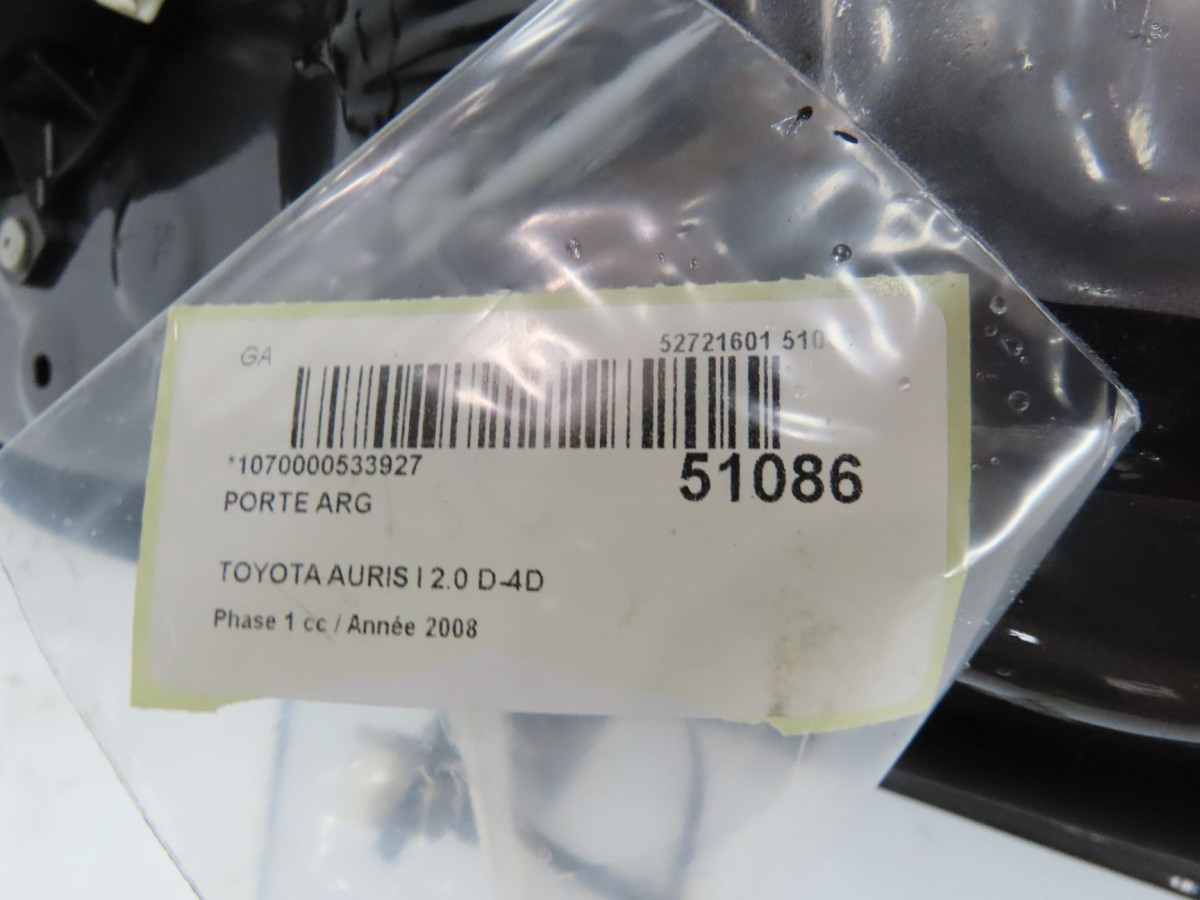 GA
52721601
*1070000533927
51086
PORTE ARG
TOYOTA AURIS I 2.0 D-4D
Phase 1 cc / Année 2008